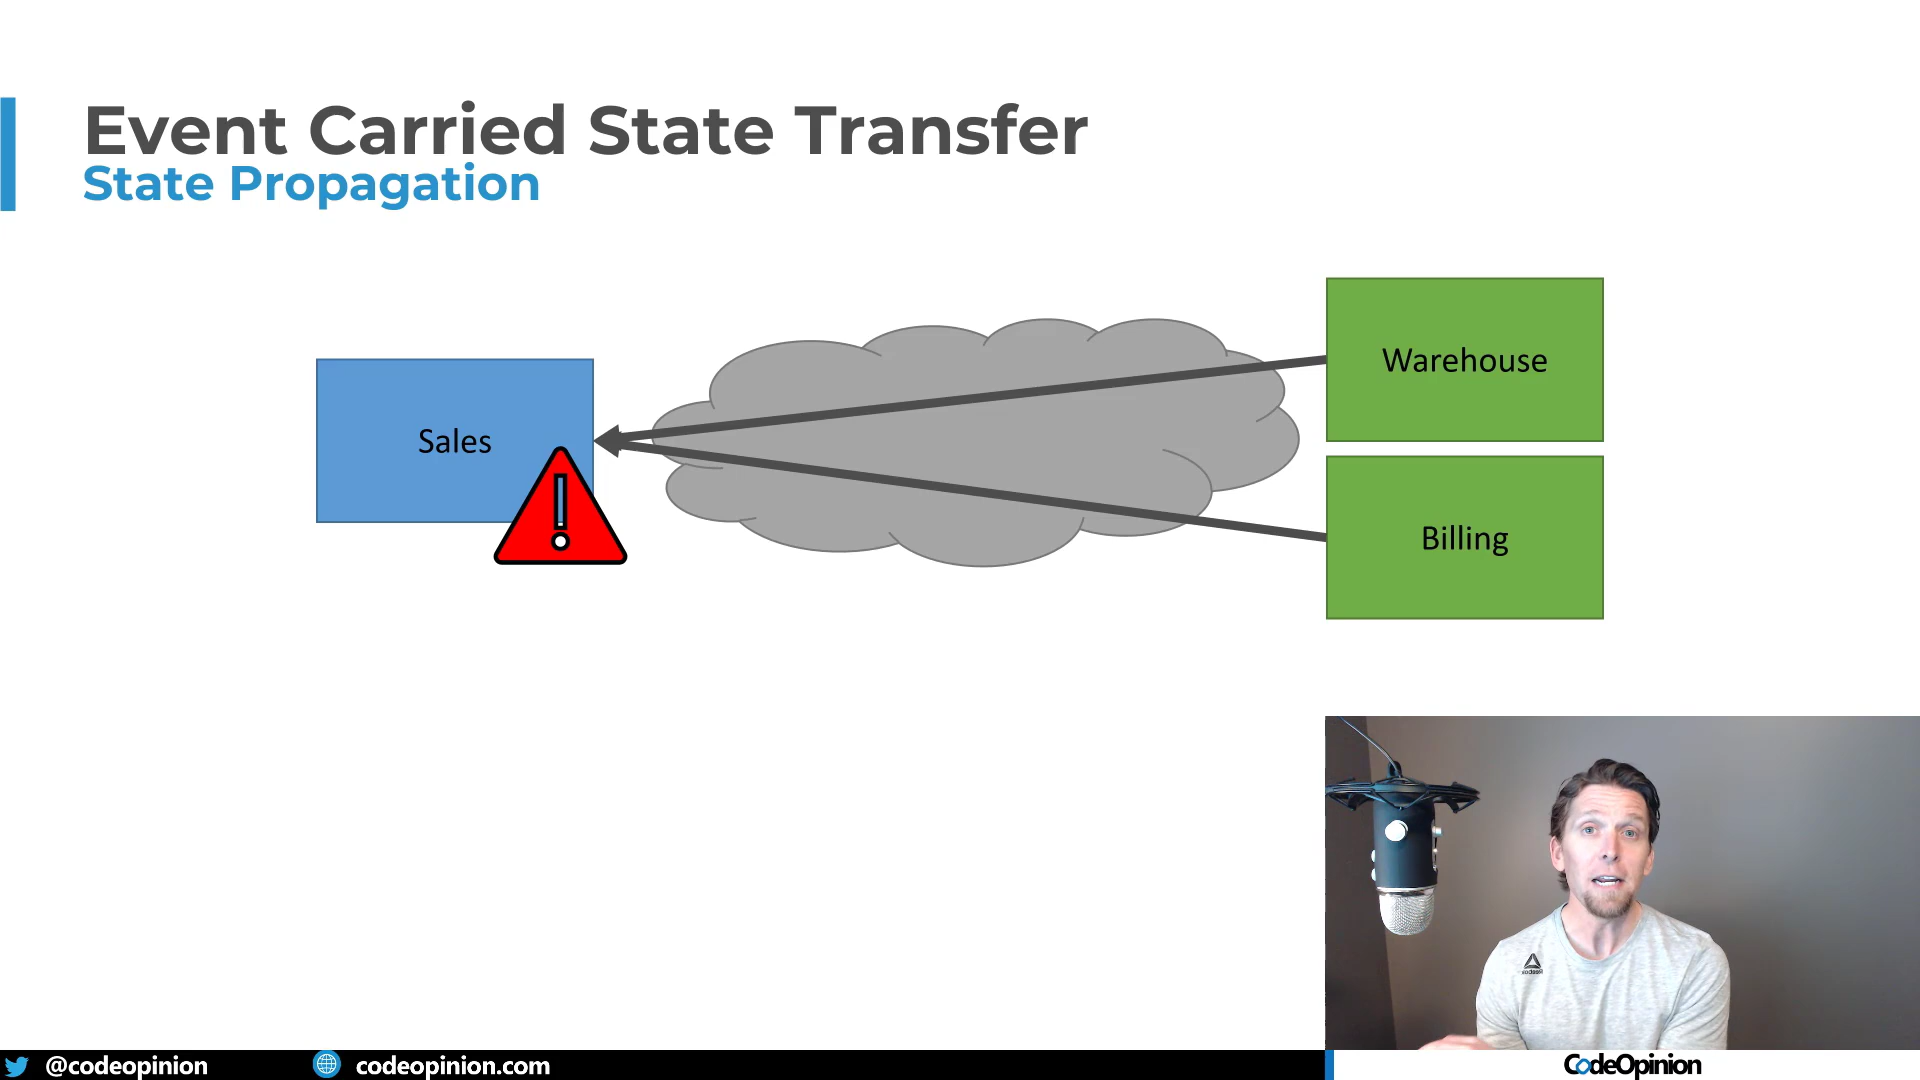 Event Carried State Transfer
State Propagation
Warehouse
Sales
Billing
@codeopinion
codeopinion.com
CodeOpinion